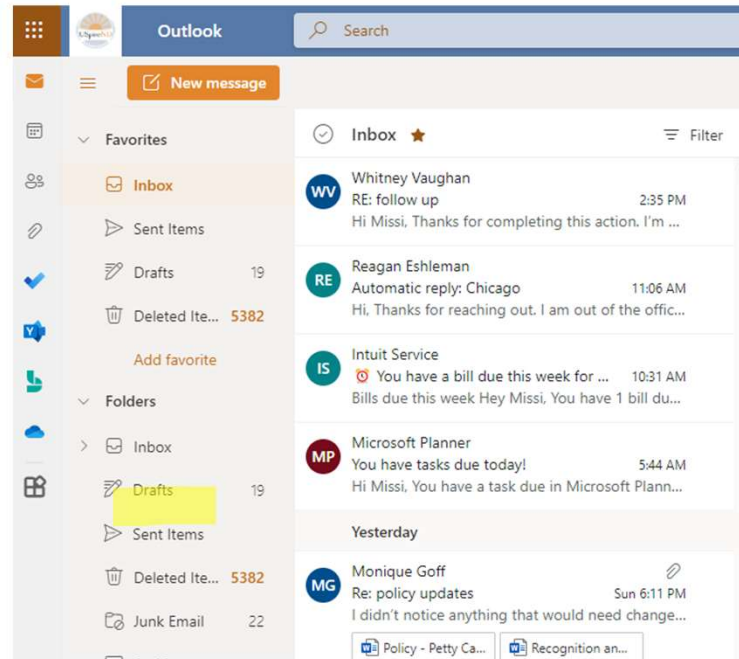 Outlook
Search
New message
Favorites
Inbox
Sent Items
Drafts 19
Deleted Ite... 5382
Add favorite
Folders
Inbox
Drafts 19
Sent Items
Deleted Ite... 5382
Junk Email 22
Inbox
Filter
WV
Whitney Vaughan
RE: follow up 2:35 PM
Hi Missi, Thanks for completing this action. I'm ...
RE
Reagan Eshleman
Automatic reply: Chicago 11:06 AM
Hi, Thanks for reaching out. I am out of the offic...
IS
Intuit Service
You have a bill due this week for ... 10:31 AM
Bills due this week Hey Missi, You have 1 bill du...
MP
Microsoft Planner
You have tasks due today! 5:44 AM
Hi Missi, You have a task due in Microsoft Plann...
Yesterday
MG
Monique Goff
Re: policy updates Sun 6:11 PM
I didn't notice anything that would need change...
Policy - Petty Ca...
Recognition an...